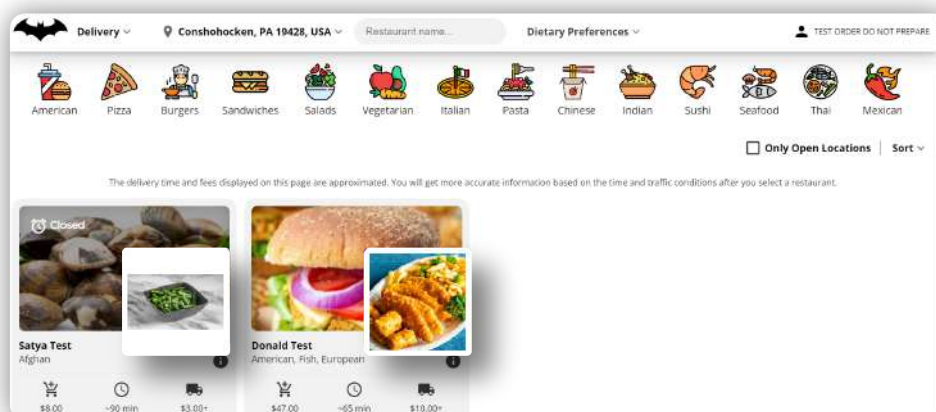 Delivery
Conshohocken, PA 19428, USA
Restaurant name...
Dietary Preferences
TEST ORDER DO NOT PREPARE
American
Pizza
Burgers
Sandwiches
Salads
Vegetarian
Italian
Pasta
Chinese
Indian
Sushi
Seafood
Thai
Mexican
Only Open Locations
Sort
The delivery time and fees displayed on this page are approximated. You will get more accurate information based on the time and traffic conditions after you select a restaurant.
Closed
Satya Test
Afghan
$8.00
~90 min
$3.00+
Donald Test
American, Fish, European
$47.00
~65 min
$10.00+